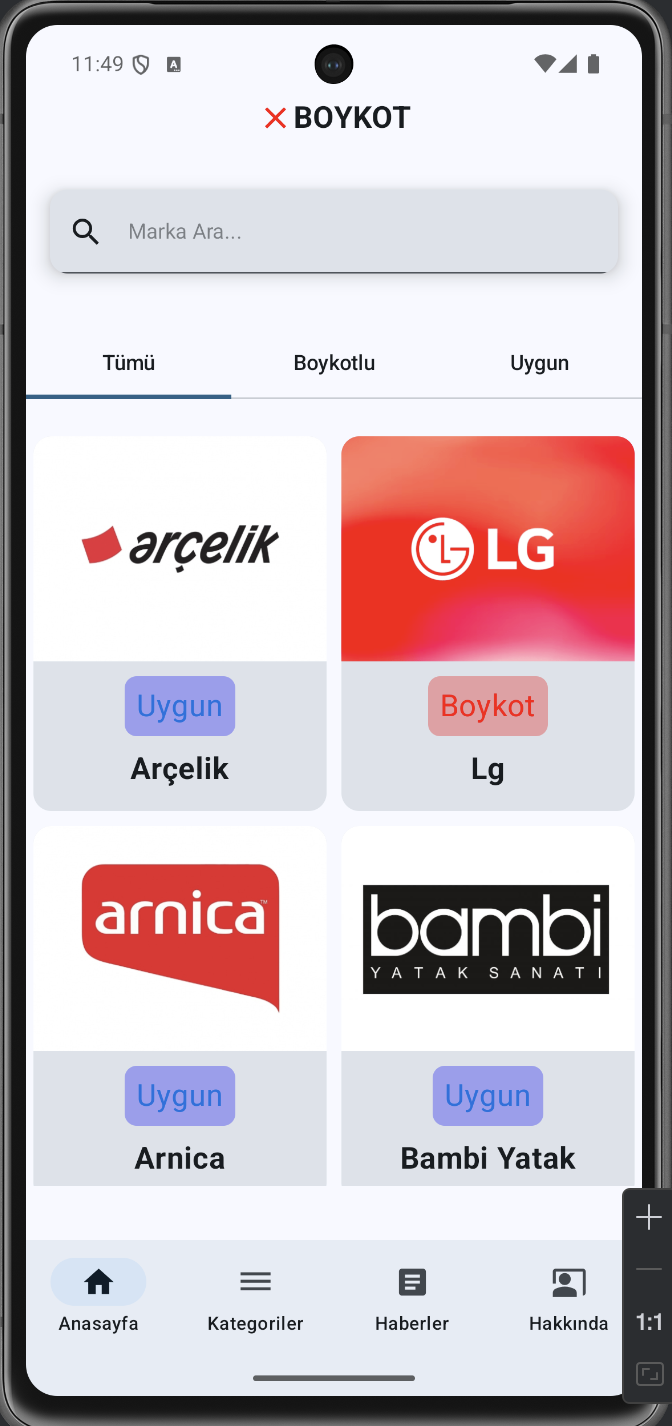 11:49
BOYKOT
Marka Ara...
Tümü Boykotlu Uygun
arçelik
LG
Uygun
Boykot
Arçelik
Lg
arnica™
bambi
YATAK SANATI
Uygun
Uygun
Arnica
Bambi Yatak
Anasayfa Kategoriler Haberler Hakkında
1:1